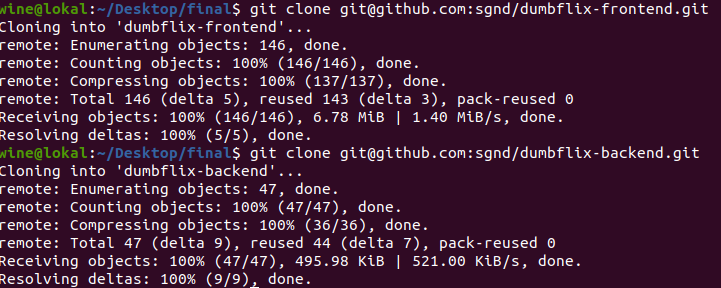 wine@lokal:~/Desktop/final$ git clone git@github.com:sgnd/dumbflix-frontend.git
Cloning into 'dumbflix-frontend'...
remote: Enumerating objects: 146, done.
remote: Counting objects: 100% (146/146), done.
remote: Compressing objects: 100% (137/137), done.
remote: Total 146 (delta 5), reused 143 (delta 3), pack-reused 0
Receiving objects: 100% (146/146), 6.78 MiB | 1.40 MiB/s, done.
Resolving deltas: 100% (5/5), done.
wine@lokal:~/Desktop/final$ git clone git@github.com:sgnd/dumbflix-backend.git
Cloning into 'dumbflix-backend'...
remote: Enumerating objects: 47, done.
remote: Counting objects: 100% (47/47), done.
remote: Compressing objects: 100% (36/36), done.
remote: Total 47 (delta 9), reused 44 (delta 7), pack-reused 0
Receiving objects: 100% (47/47), 495.98 KiB | 521.00 KiB/s, done.
Resolving deltas: 100% (9/9), done.